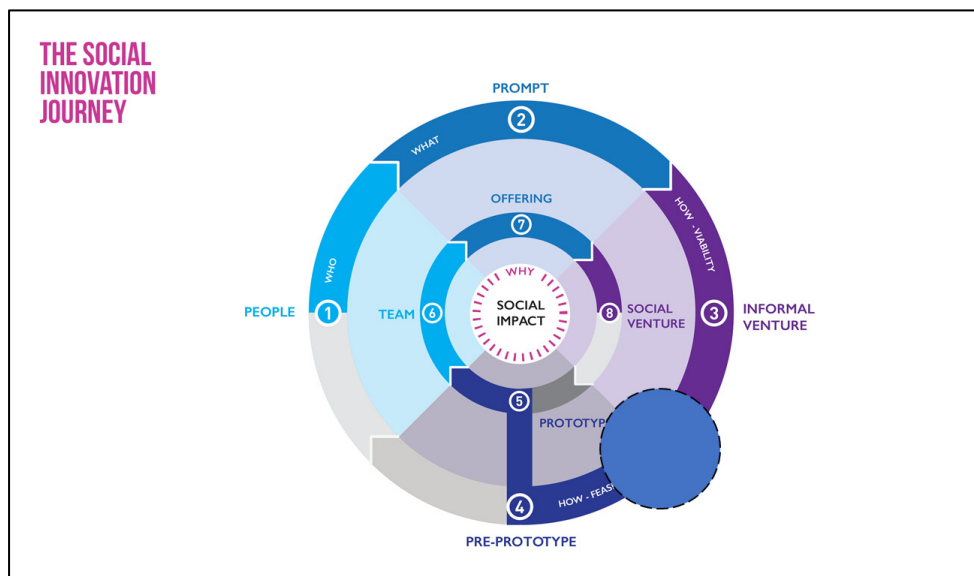 THE SOCIAL
INNOVATION
JOURNEY
PROMPT
2
WHAT
OFFERING
7
HOW - VIABILITY
WHO
WHY
SOCIAL
IMPACT
PEOPLE
1
TEAM
6
8
SOCIAL
VENTURE
3
INFORMAL
VENTURE
5
4
PRE-PROTOTYPE